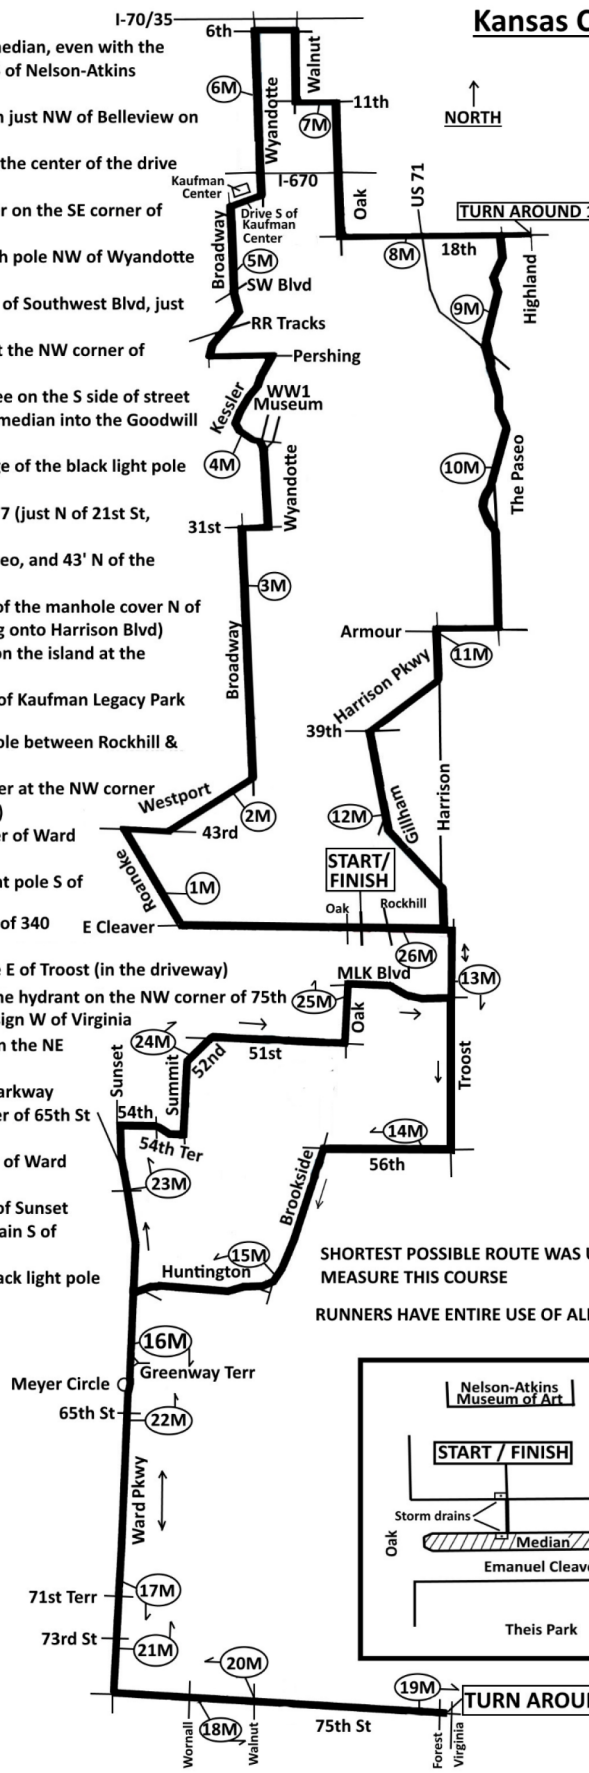 Kansas C
I-70/35
6th
Walnut
Wyandotte
6M
7M
11th
NORTH
I-670
Kaufman
Center
Drive S of
Kaufman
Center
Oak
US 71
TURN AROUND 1
8M
18th
Highland
Broadway
5M
SW Blvd
RR Tracks
9M
Pershing
Kessler
WW1
Museum
4M
Wyandotte
10M
The Paseo
31st
3M
Broadway
Armour
11M
Harrison Pkwy
39th
Harrison
Gillham
12M
Westport
2M
43rd
Roanoke
1M
START/
FINISH
Oak
Rockhill
E Cleaver
26M
MLK Blvd
13M
25M
Oak
24M
51st
52nd
Summit
Sunset
Troost
54th
54th Ter
14M
56th
23M
Brookside
15M
Huntington
16M
Greenway Terr
Meyer Circle
65th St
22M
Ward Pkwy
71st Terr
17M
73rd St
21M
20M
19M
TURN AROUN
18M
75th St
Wornall
Walnut
Forest
Virginia
nedian, even with the
of Nelson-Atkins
n just NW of Belleview on
the center of the drive
r on the SE corner of
h pole NW of Wyandotte
of Southwest Blvd, just
t the NW corner of
ee on the S side of street
median into the Goodwill
ge of the black light pole
7 (just N of 21st St,
eo, and 43' N of the
of the manhole cover N of
g onto Harrison Blvd)
on the island at the
of Kaufman Legacy Park
ole between Rockhill &
er at the NW corner
)
er of Ward
nt pole S of
of 340
e E of Troost (in the driveway)
ne hydrant on the NW corner of 75th
sign W of Virginia
n the NE
arkway
er of 65th St
of Ward
of Sunset
ain S of
ack light pole
SHORTEST POSSIBLE ROUTE WAS U
MEASURE THIS COURSE
RUNNERS HAVE ENTIRE USE OF AL
Nelson-Atkins
Museum of Art
START / FINISH
Storm drains
Oak
Median
Emanuel Cleav
Theis Park